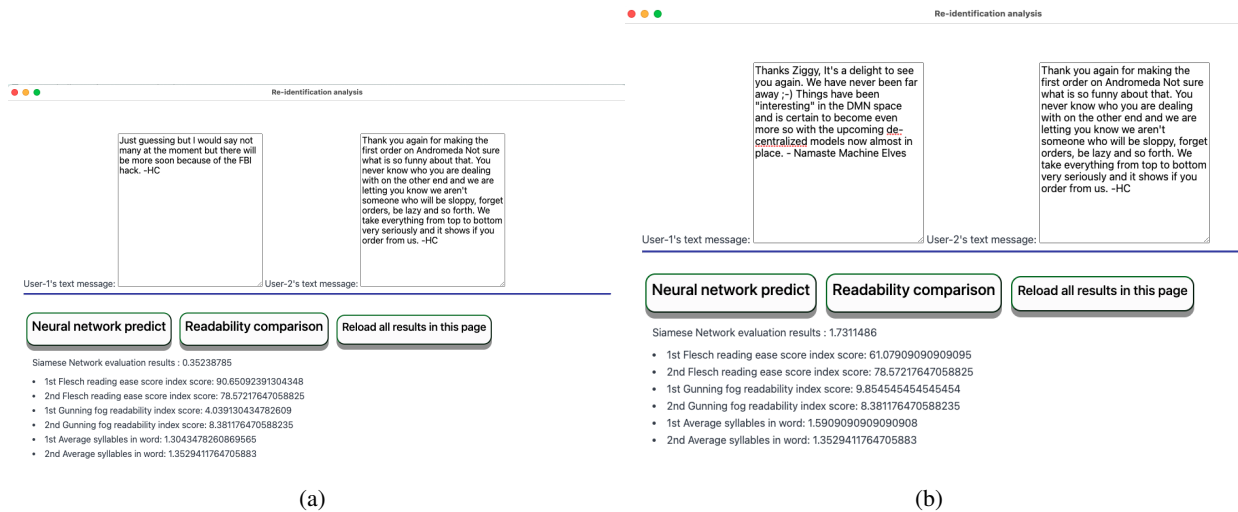 Re-identification analysis
Just guessing but I would say not
many at the moment but there will
be more soon because of the FBI
hack. -HC
Thank you again for making the
first order on Andromeda Not sure
what is so funny about that. You
never know who you are dealing
with on the other end and we are
letting you know we aren't
someone who will be sloppy, forget
orders, be lazy and so forth. We
take everything from top to bottom
very seriously and it shows if you
order from us. -HC
User-1's text message:
User-2's text message:
Neural network predict
Readability comparison
Reload all results in this page
Siamese Network evaluation results : 0.35238785
• 1st Flesch reading ease score index score: 90.65092391304348
• 2nd Flesch reading ease score index score: 78.57217647058825
• 1st Gunning fog readability index score: 4.039130434782609
• 2nd Gunning fog readability index score: 8.381176470588235
• 1st Average syllables in word: 1.3043478260869565
• 2nd Average syllables in word: 1.3529411764705883
(a)
Re-identification analysis
Thanks Ziggy, It's a delight to see
you again. We have never been far
away ;-) Things have been
"interesting" in the DMN space
and is certain to become even
more so with the upcoming de-
centralized models now almost in
place. - Namaste Machine Elves
Thank you again for making the
first order on Andromeda Not sure
what is so funny about that. You
never know who you are dealing
with on the other end and we are
letting you know we aren't
someone who will be sloppy, forget
orders, be lazy and so forth. We
take everything from top to bottom
very seriously and it shows if you
order from us. -HC
User-1's text message:
User-2's text message:
Neural network predict
Readability comparison
Reload all results in this page
Siamese Network evaluation results : 1.7311486
• 1st Flesch reading ease score index score: 61.07909090909095
• 2nd Flesch reading ease score index score: 78.57217647058825
• 1st Gunning fog readability index score: 9.854545454545454
• 2nd Gunning fog readability index score: 8.381176470588235
• 1st Average syllables in word: 1.5909090909090908
• 2nd Average syllables in word: 1.3529411764705883
(b)